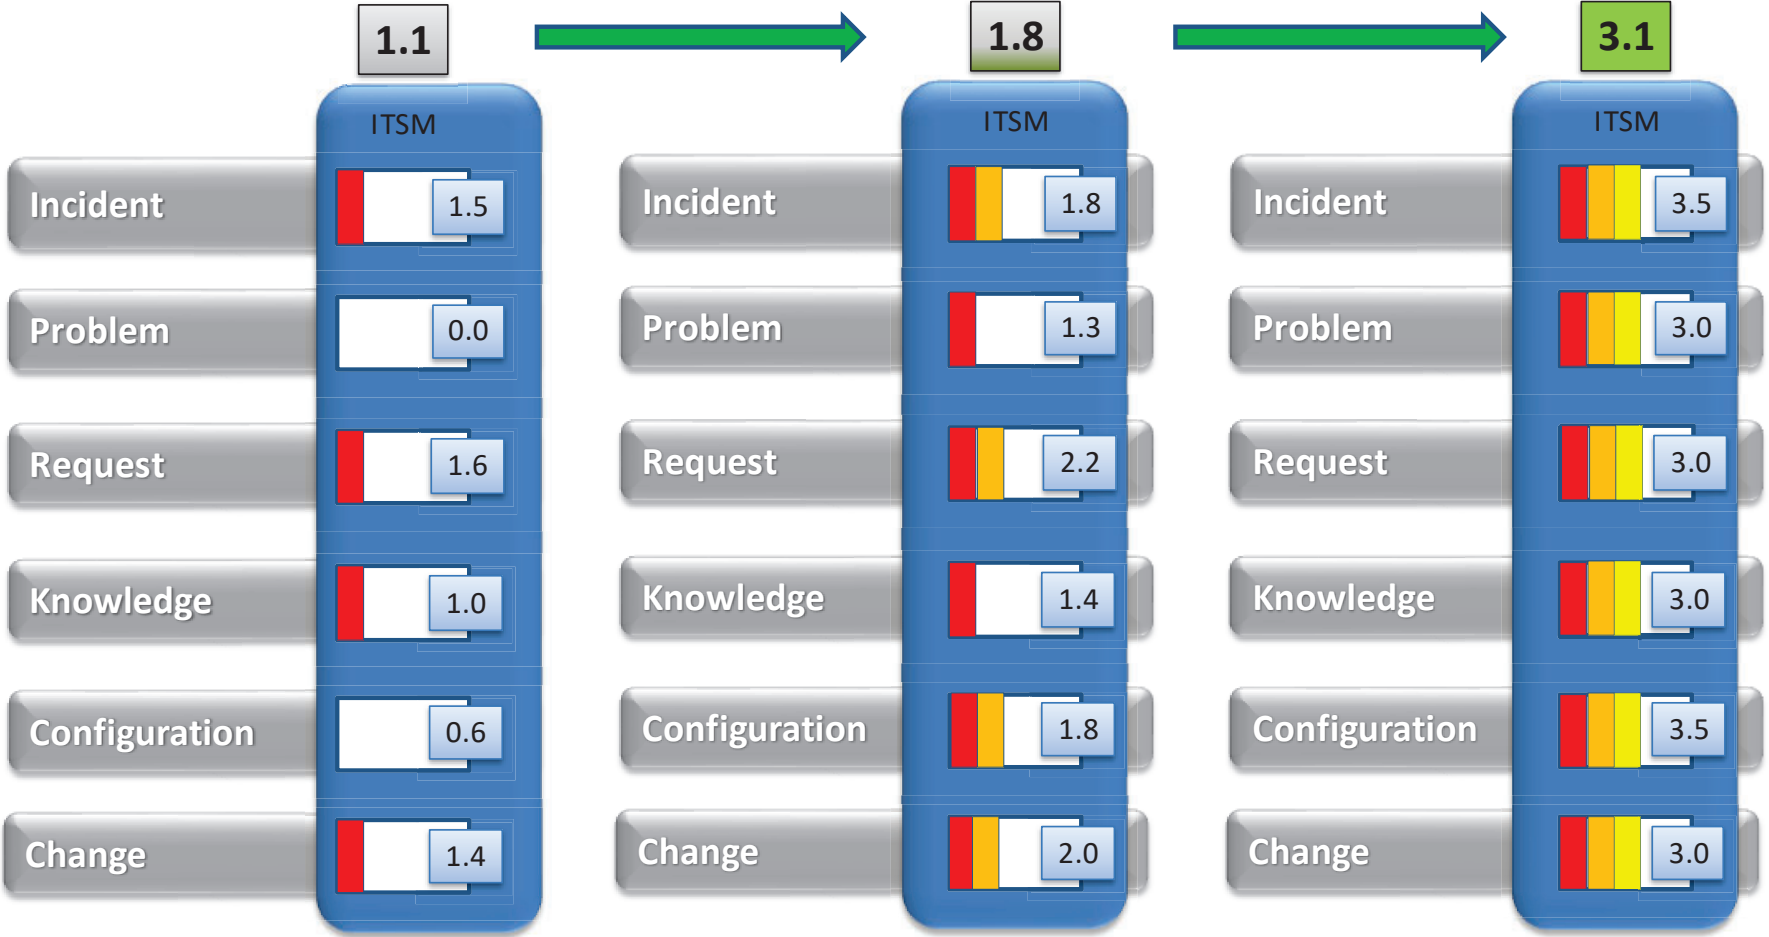 1.1
1.8
3.1
ITSM
Incident
1.5
Problem
0.0
Request
1.6
Knowledge
1.0
Configuration
0.6
Change
1.4
ITSM
Incident
1.8
Problem
1.3
Request
2.2
Knowledge
1.4
Configuration
1.8
Change
2.0
ITSM
Incident
3.5
Problem
3.0
Request
3.0
Knowledge
3.0
Configuration
3.5
Change
3.0